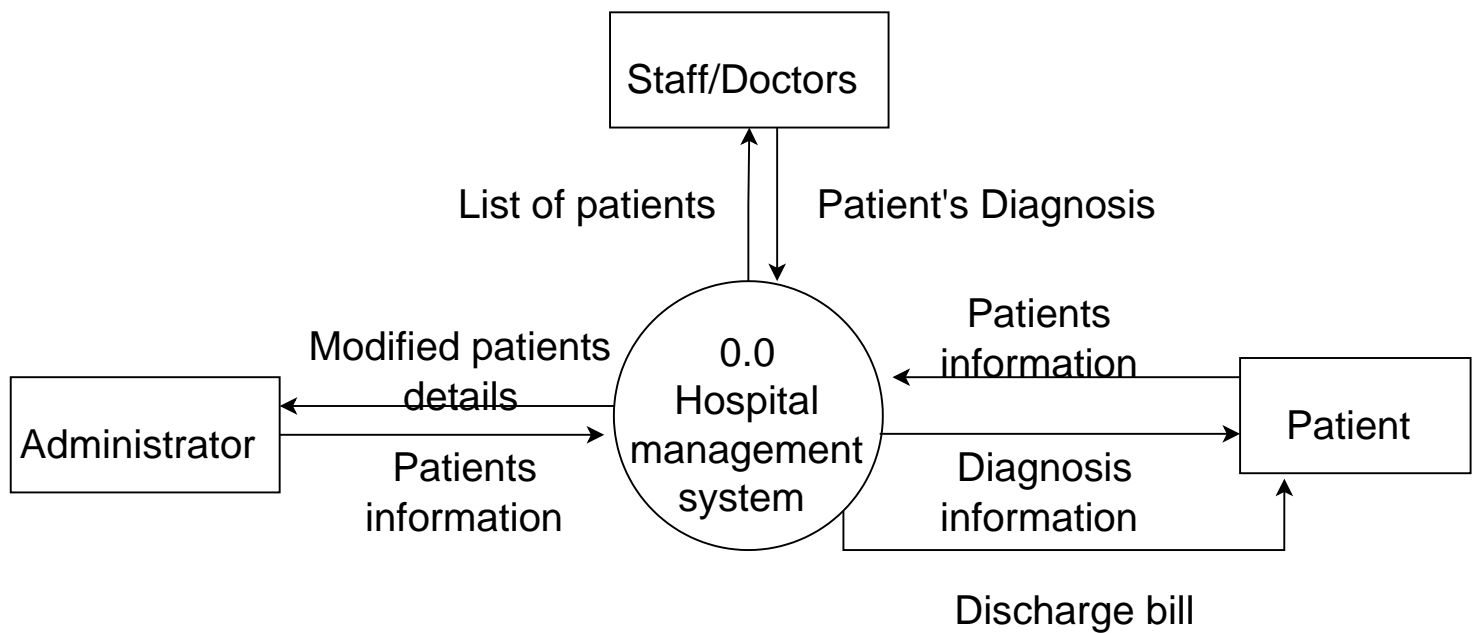 Staff/Doctors
List of patients
Patient's Diagnosis
Modified patients
details
Administrator
Patients
information
0.0
Hospital
management
system
Patients
information
Patient
Diagnosis
information
Discharge bill